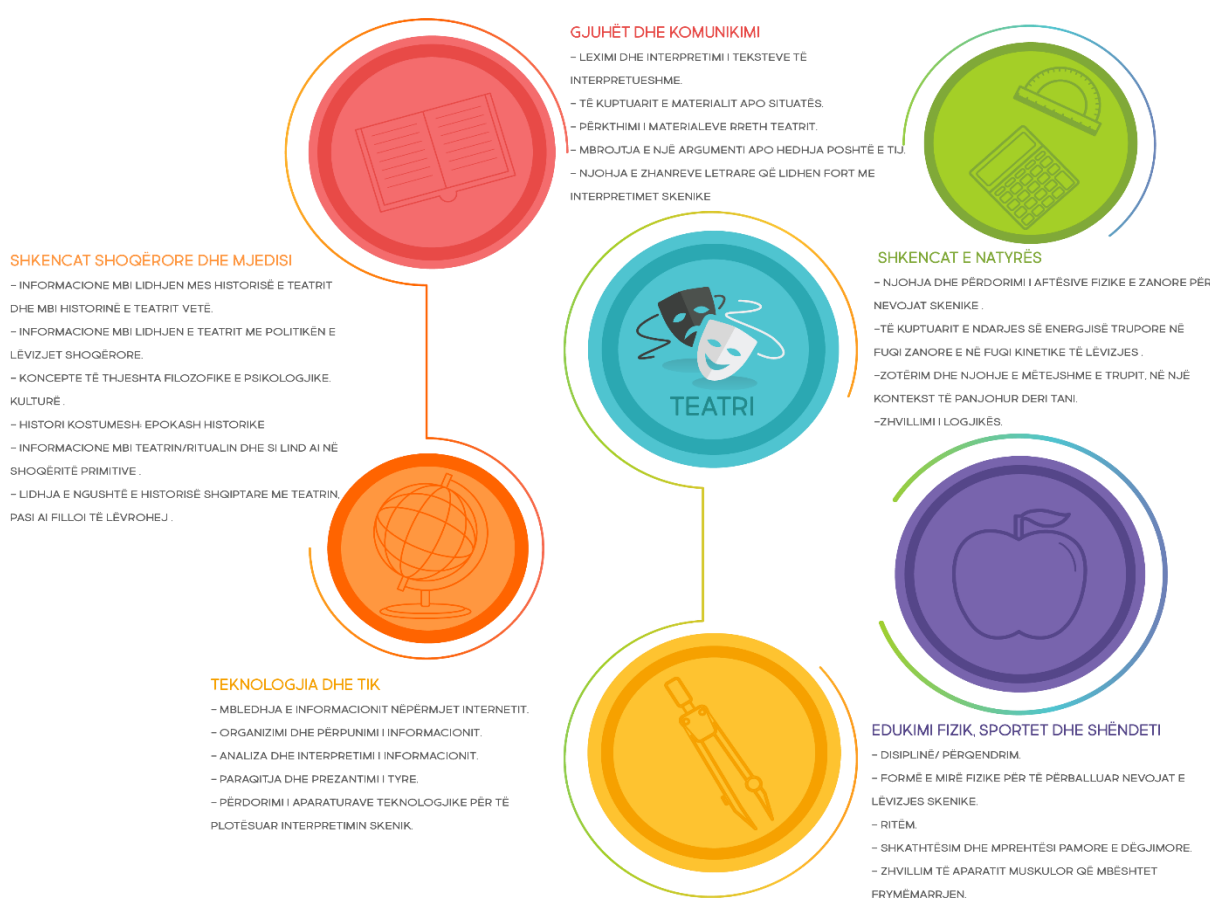 GJUHËT DHE KOMUNIKIMI
– LEXIMI DHE INTERPRETIMI I TEKSTEVE TË
INTERPRETUESHME.
– TË KUPTUARIT E MATERIALIT APO SITUATËS.
– PËRKTHIMI I MATERIALEVE RRETH TEATRIT.
– MBROJTJA E NJË ARGUMENTI APO HEDHJA POSHTË E TIJ.
– NJOHJA E ZHANREVE LETRARE QË LIDHEN FORT ME
INTERPRETIMET SKENIKE
SHKENCAT SHOQËRORE DHE MJEDISI
– INFORMACIONE MBI LIDHJEN MES HISTORISË E TEATRIT
DHE MBI HISTORINË E TEATRIT VETË.
– INFORMACIONE MBI LIDHJEN E TEATRIT ME POLITIKËN E
LËVIZJET SHOQËRORE.
– KONCEPTE TË THJESHTA FILOZOFIKE E PSIKOLOGJIKE.
KULTURË .
– HISTORI KOSTUMESH: EPOKASH HISTORIKE
– INFORMACIONE MBI TEATRIN/RITUALIN DHE SI LIND AI NË
SHOQËRITË PRIMITIVE .
– LIDHJA E NGUSHTË E HISTORISË SHQIPTARE ME TEATRIN,
PASI AI FILLOI TË LËVROHEJ .
TEATRI
SHKENCAT E NATYRËS
– NJOHJA DHE PËRDORIMI I AFTËSIVE FIZIKE E ZANORE PËR
NEVOJAT SKENIKE .
–TË KUPTUARIT E NDARJES SË ENERGJISË TRUPORE NË
FUQI ZANORE E NË FUQI KINETIKE TË LËVIZJES .
–ZOTËRIM DHE NJOHJE E MËTEJSHME E TRUPIT, NË NJË
KONTEKST TË PANJOHUR DERI TANI.
–ZHVILLIMI I LOGJIKËS.
TEKNOLOGJIA DHE TIK
– MBLEDHJA E INFORMACIONIT NËPËRMJET INTERNETIT.
– ORGANIZIMI DHE PËRPUNIMI I INFORMACIONIT.
– ANALIZA DHE INTERPRETIMI I INFORMACIONIT.
– PARAQITJA DHE PREZANTIMI I TYRE.
– PËRDORIMI I APARATURAVE TEKNOLOGJIKE PËR TË
PLOTËSUAR INTERPRETIMIN SKENIK.
EDUKIMI FIZIK, SPORTET DHE SHËNDETI
– DISIPLINË/ PËRQENDRIM.
– FORMË E MIRË FIZIKE PËR TË PËRBALLUAR NEVOJAT E
LËVIZJES SKENIKE.
– RITËM.
– SHKATHTËSIM DHE MPREHTËSI PAMORE E DËGJIMORE.
– ZHVILLIM TË APARATIT MUSKULOR QË MBËSHTET
FRYMËMARRJEN.